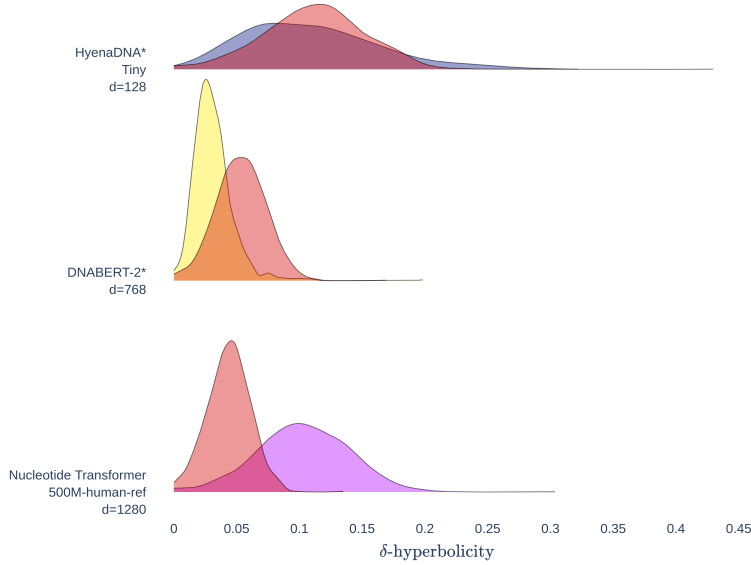 HyenaDNA*
Tiny
d=128
DNABERT-2*
d=768
Nucleotide Transformer
500M-human-ref
d=1280
0 0.05 0.1 0.15 0.2 0.25 0.3 0.35 0.4 0.45
δ-hyperbolicity